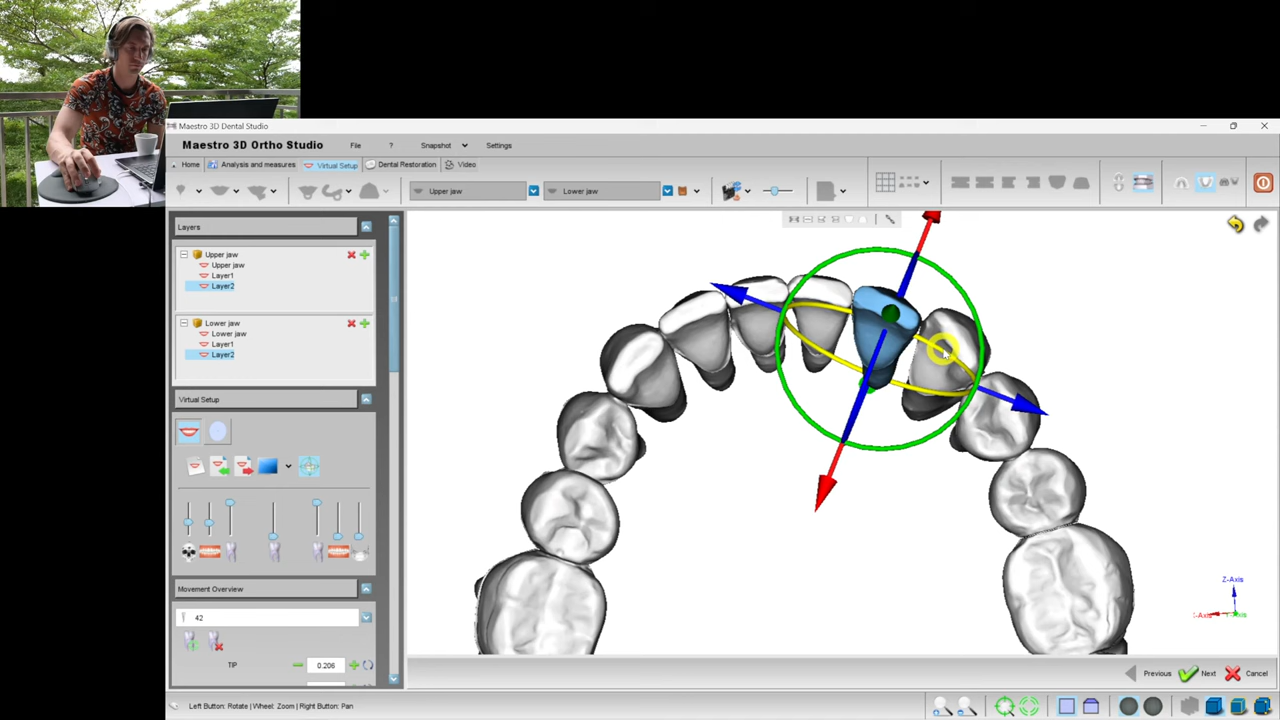 Maestro 3D Dental Studio
Maestro 3D Ortho Studio File ? Snapshot Settings
Home Analysis and measures Virtual Setup Dental Restoration Video
Upper jaw Lower jaw
Layers
Upper jaw
Upper jaw
Layer1
Layer2
Lower jaw
Lower jaw
Layer1
Layer2
Virtual Setup
Movement Overview
42
TIP 0.206
Z-Axis
Previous Next Cancel
Left Button: Rotate | Wheel: Zoom | Right Button: Pan